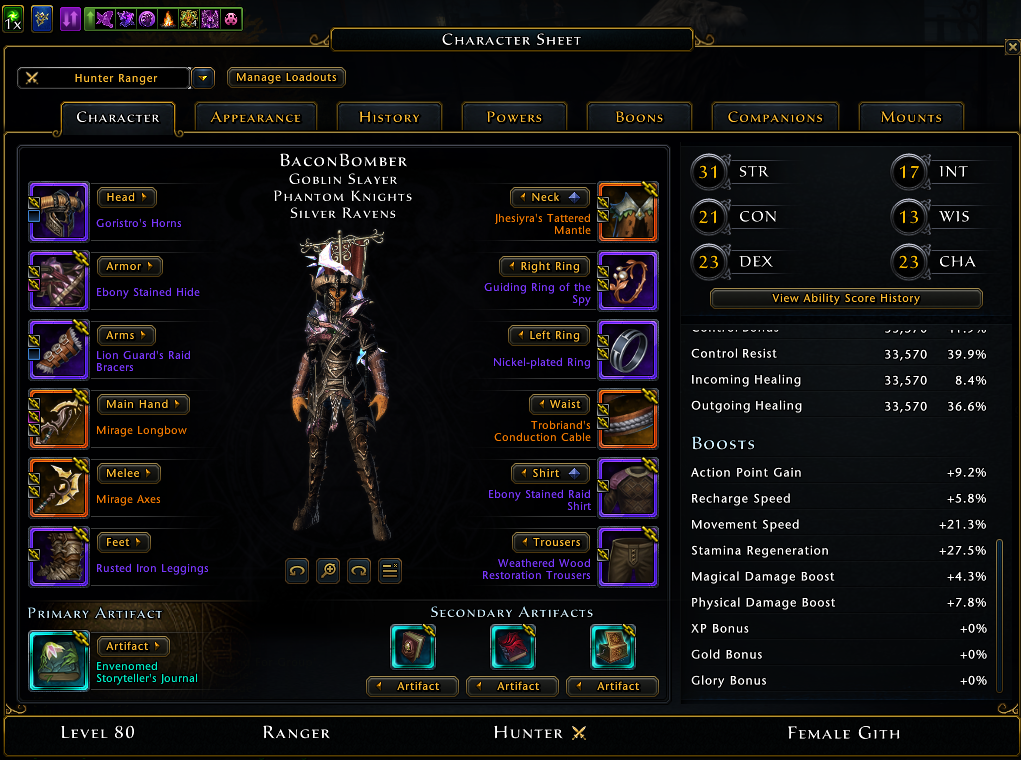 1x
CHARACTER SHEET
Hunter Ranger
Manage Loadouts
CHARACTER
APPEARANCE
HISTORY
POWERS
BOONS
COMPANIONS
MOUNTS
BACONBOMBER
GOBLIN SLAYER
PHANTOM KNIGHTS
SILVER RAVENS
Head
Goristro's Horns
Armor
Ebony Stained Hide
Arms
Lion Guard's Raid
Bracers
Main Hand
Mirage Longbow
Melee
Mirage Axes
Feet
Rusted Iron Leggings
Neck
Jhesiyra's Tattered
Mantle
Right Ring
Guiding Ring of the
Spy
Left Ring
Nickel-plated Ring
Waist
Trobriand's
Conduction Cable
Shirt
Ebony Stained Raid
Shirt
Trousers
Weathered Wood
Restoration Trousers
PRIMARY ARTIFACT
Artifact
Envenomed
Storyteller's Journal
SECONDARY ARTIFACTS
Artifact
Artifact
Artifact
31 STR
17 INT
21 CON
13 WIS
23 DEX
23 CHA
View Ability Score History
Control Bonus 33,570 41.9%
Control Resist 33,570 39.9%
Incoming Healing 33,570 8.4%
Outgoing Healing 33,570 36.6%
BOOSTS
Action Point Gain +9.2%
Recharge Speed +5.8%
Movement Speed +21.3%
Stamina Regeneration +27.5%
Magical Damage Boost +4.3%
Physical Damage Boost +7.8%
XP Bonus +0%
Gold Bonus +0%
Glory Bonus +0%
LEVEL 80
RANGER
HUNTER
FEMALE GITH